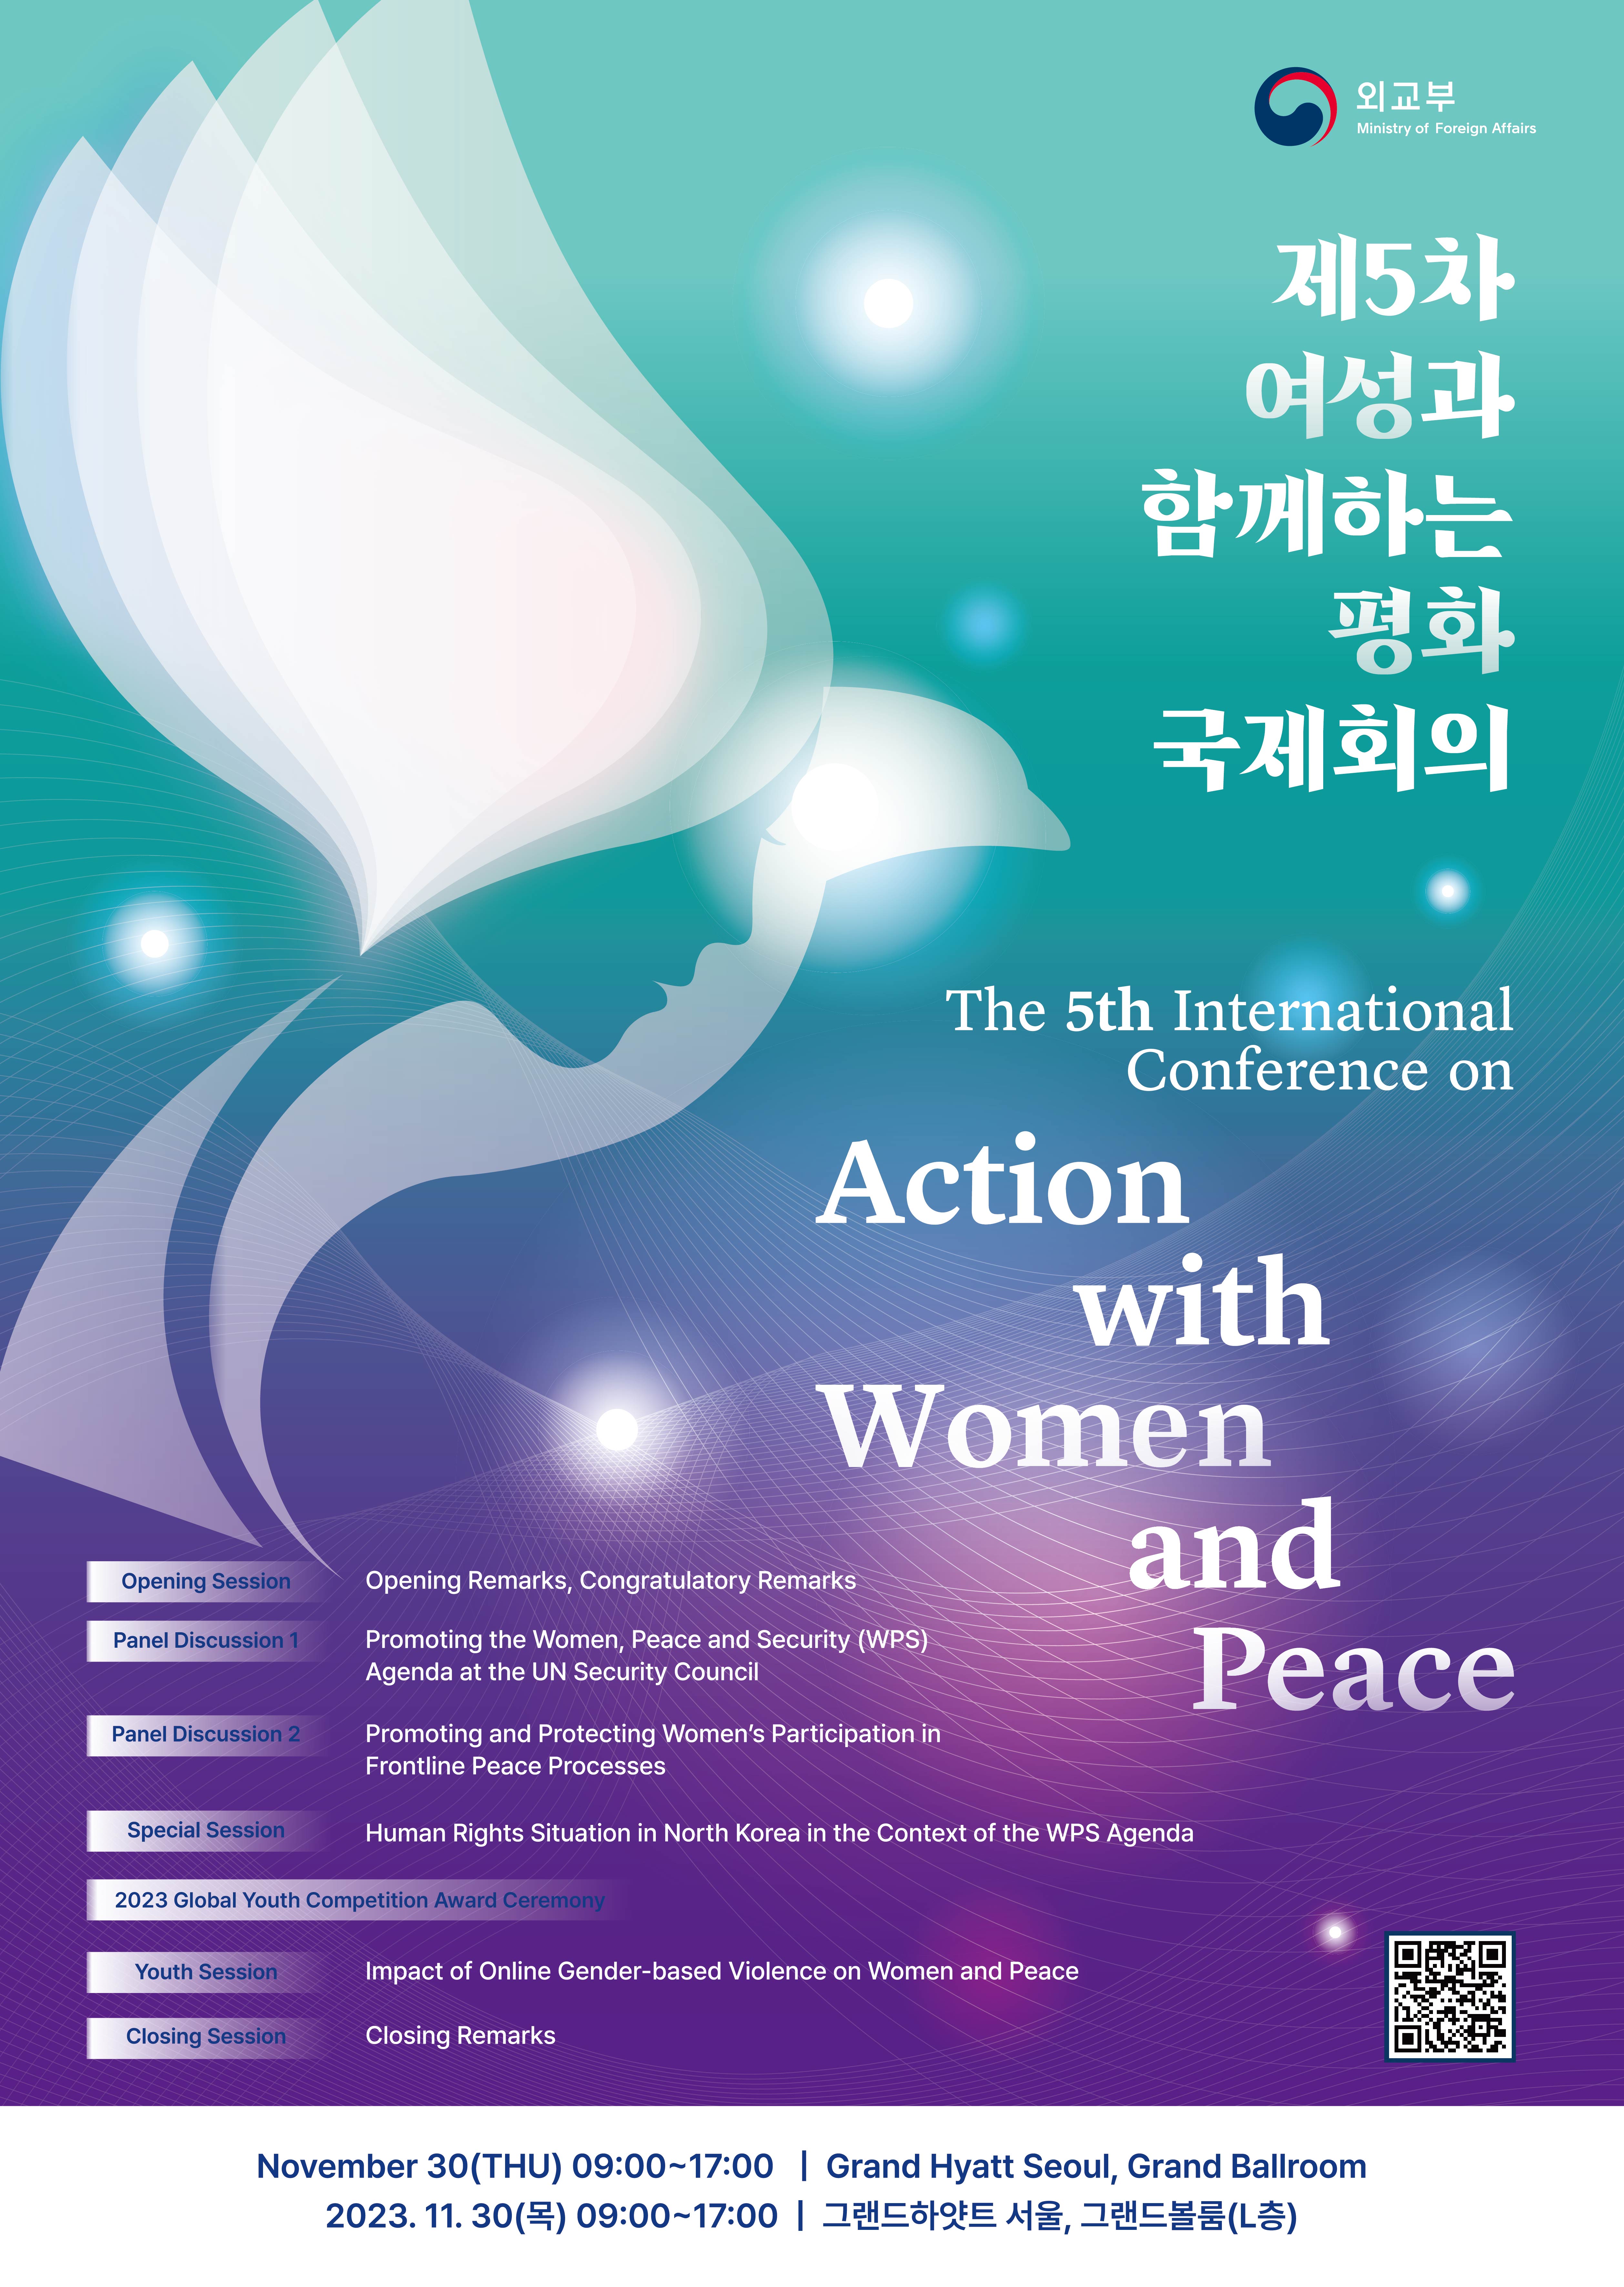 외교부
Ministry of Foreign Affairs
제5차
여성과
함께하는
평화
국제회의
The 5th International
Conference on
Action
with
Women
and
Peace
Opening Session
Opening Remarks, Congratulatory Remarks
Panel Discussion 1
Promoting the Women, Peace and Security (WPS)
Agenda at the UN Security Council
Panel Discussion 2
Promoting and Protecting Women’s Participation in
Frontline Peace Processes
Special Session
Human Rights Situation in North Korea in the Context of the WPS Agenda
2023 Global Youth Competition Award Ceremony
Youth Session
Impact of Online Gender-based Violence on Women and Peace
Closing Session
Closing Remarks
November 30(THU) 09:00~17:00 | Grand Hyatt Seoul, Grand Ballroom
2023. 11. 30(목) 09:00~17:00 | 그랜드하얏트 서울, 그랜드볼룸(L층)